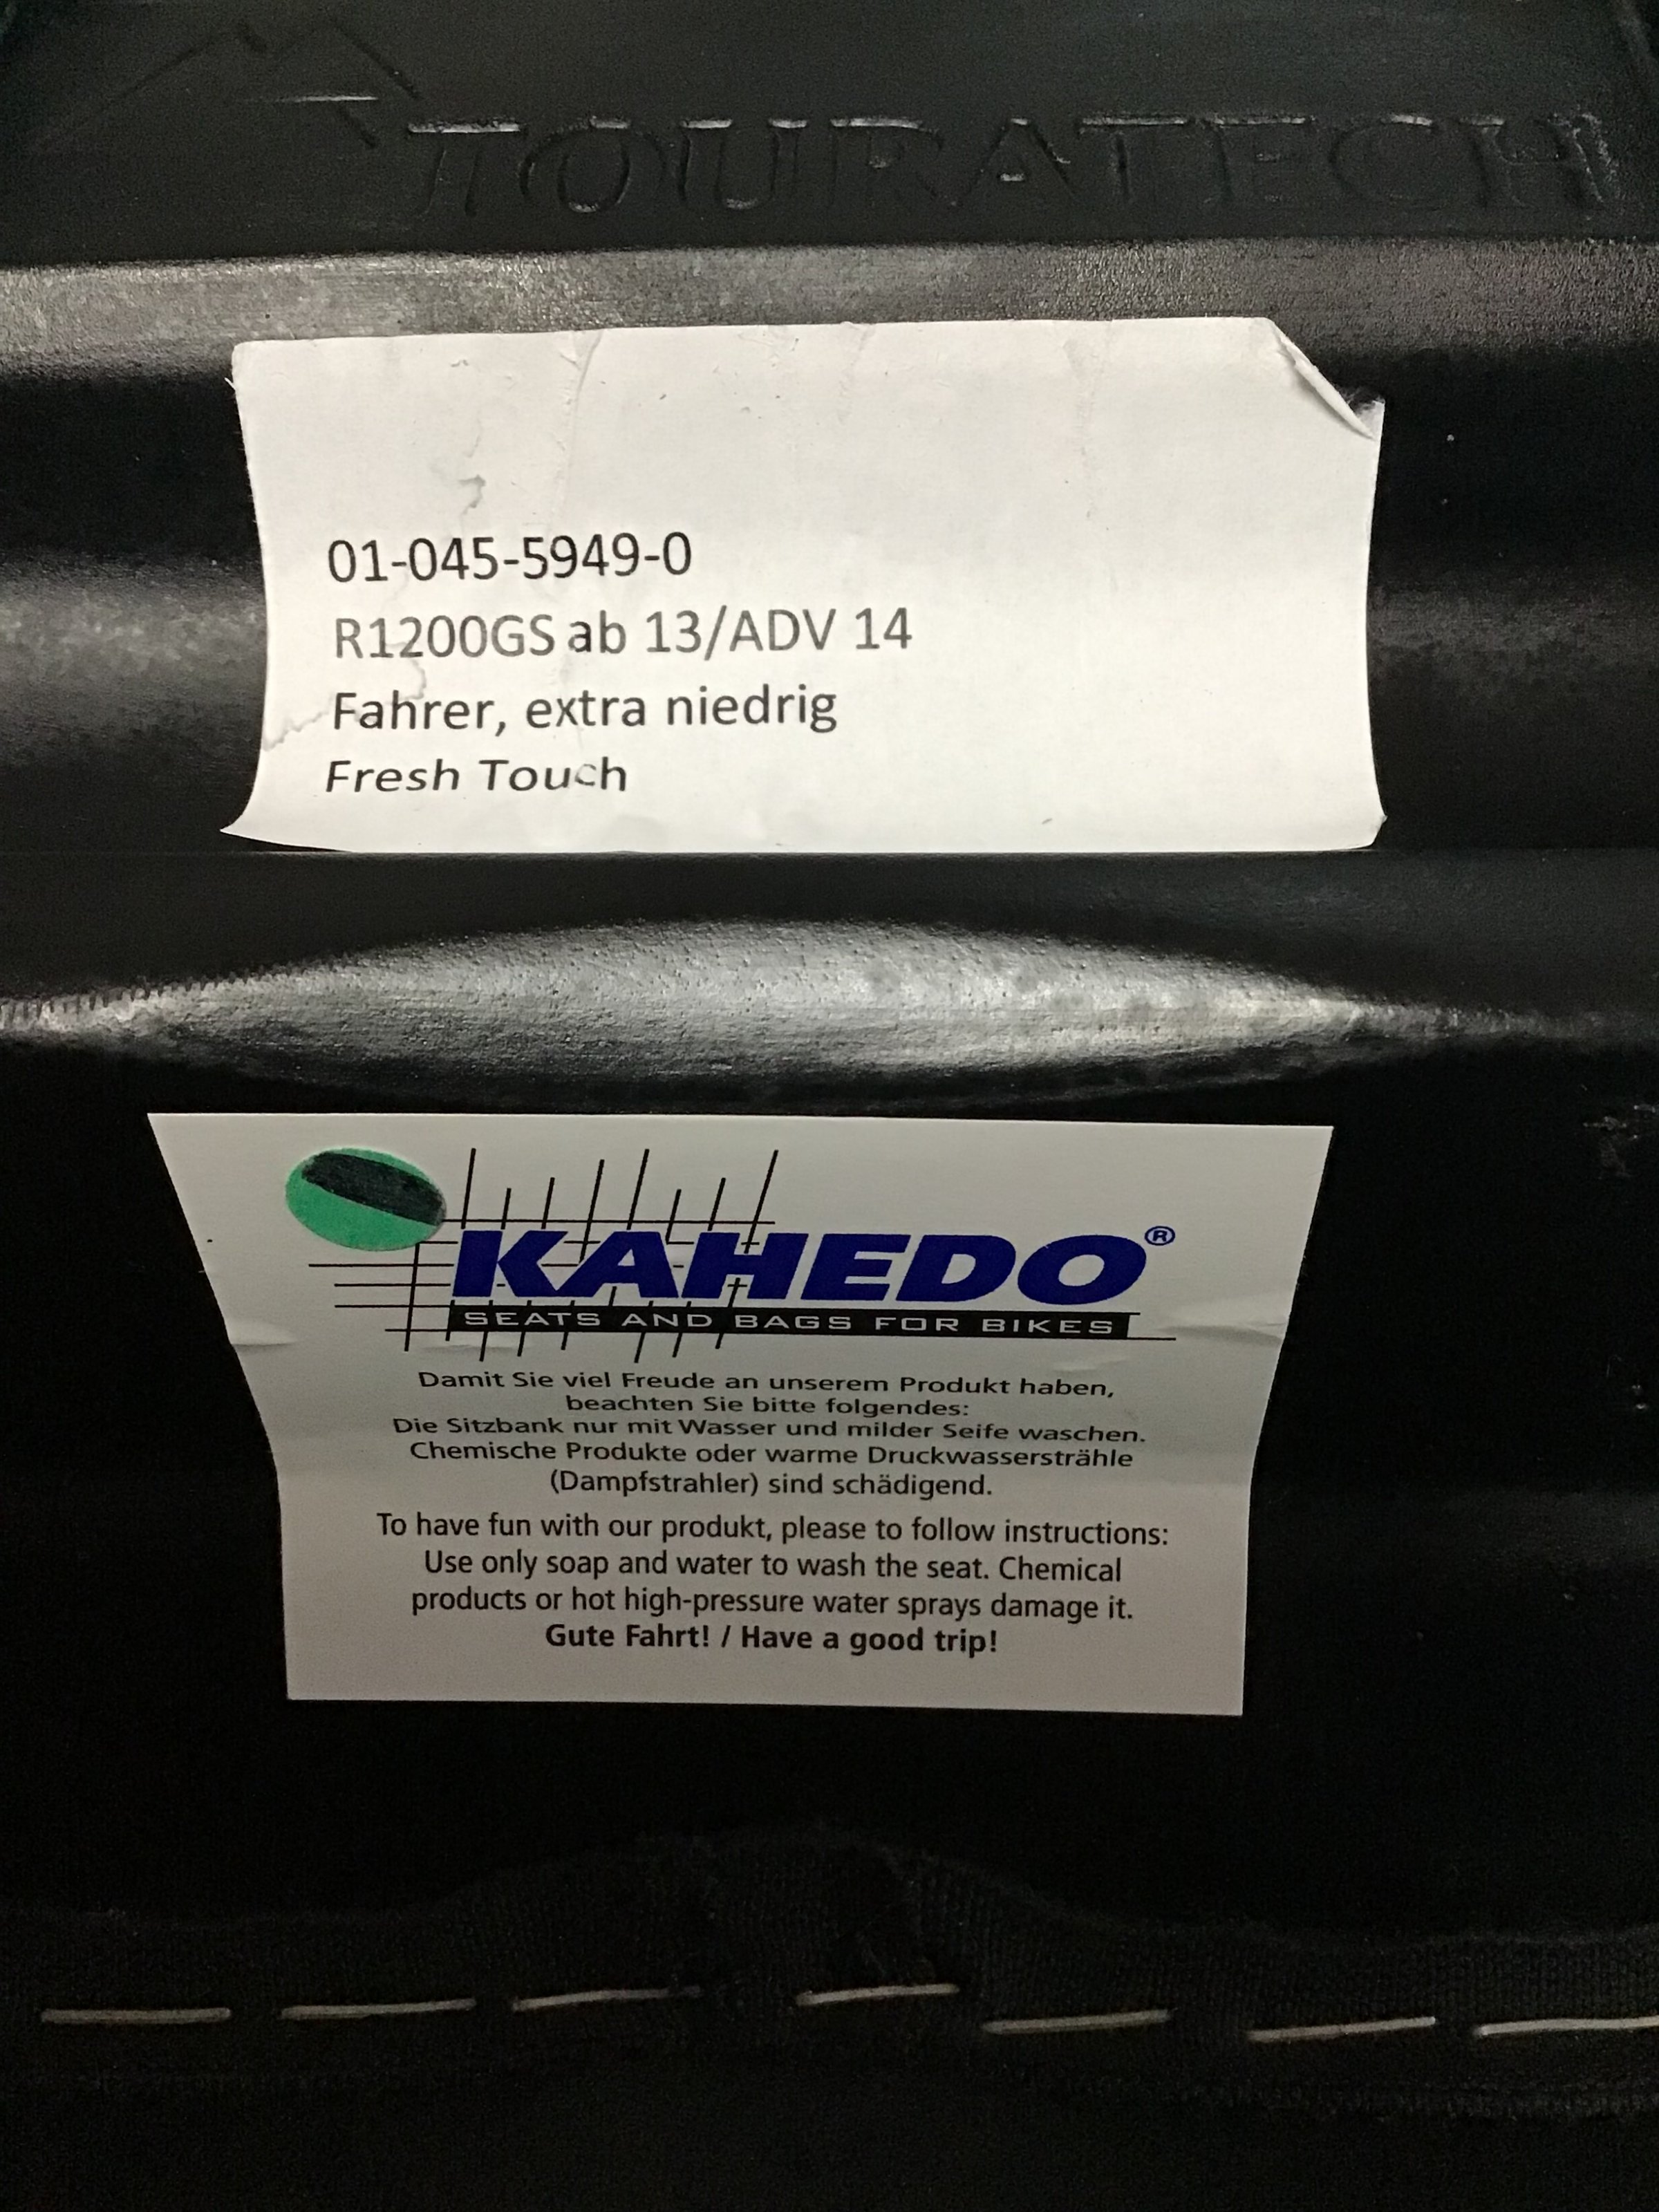 TOURATECH
01-045-5949-0
R1200GS ab 13/ADV 14
Fahrer, extra niedrig
Fresh Touch
KAHEDO®
SEATS AND BAGS FOR BIKES
Damit Sie viel Freude an unserem Produkt haben,
beachten Sie bitte folgendes:
Die Sitzbank nur mit Wasser und milder Seife waschen.
Chemische Produkte oder warme Druckwassersträhle
(Dampfstrahler) sind schädigend.
To have fun with our produkt, please to follow instructions:
Use only soap and water to wash the seat. Chemical
products or hot high-pressure water sprays damage it.
Gute Fahrt! / Have a good trip!